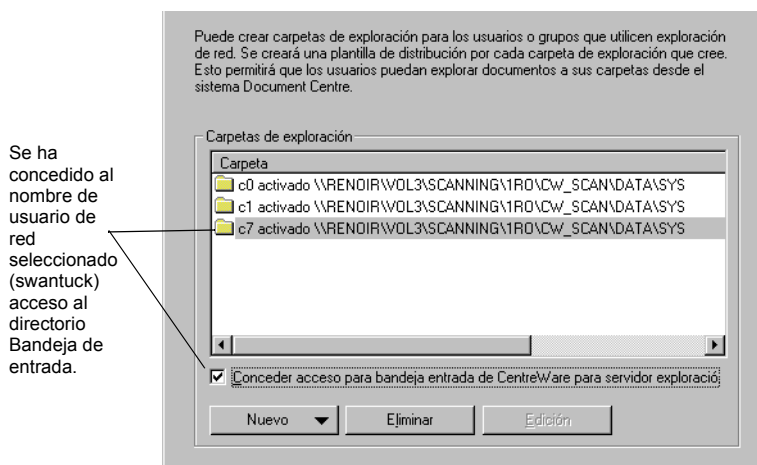 Puede crear carpetas de exploración para los usuarios o grupos que utilicen exploración
de red. Se creará una plantilla de distribución por cada carpeta de exploración que cree.
Esto permitirá que los usuarios puedan explorar documentos a sus carpetas desde el
sistema Document Centre.
Se ha
concedido al
nombre de
usuario de
red
seleccionado
(swantuck)
acceso al
directorio
Bandeja de
entrada.
Carpetas de exploración
Carpeta
c0 activado \\RENOIR\VOL3\SCANNING\1RO\CW_SCAN\DATA\SYS
c1 activado \\RENOIR\VOL3\SCANNING\1RO\CW_SCAN\DATA\SYS
c7 activado \\RENOIR\VOL3\SCANNING\1RO\CW_SCAN\DATA\SYS
Conceder acceso para bandeja entrada de CentreWare para servidor exploració
Nuevo
Eliminar
Edición